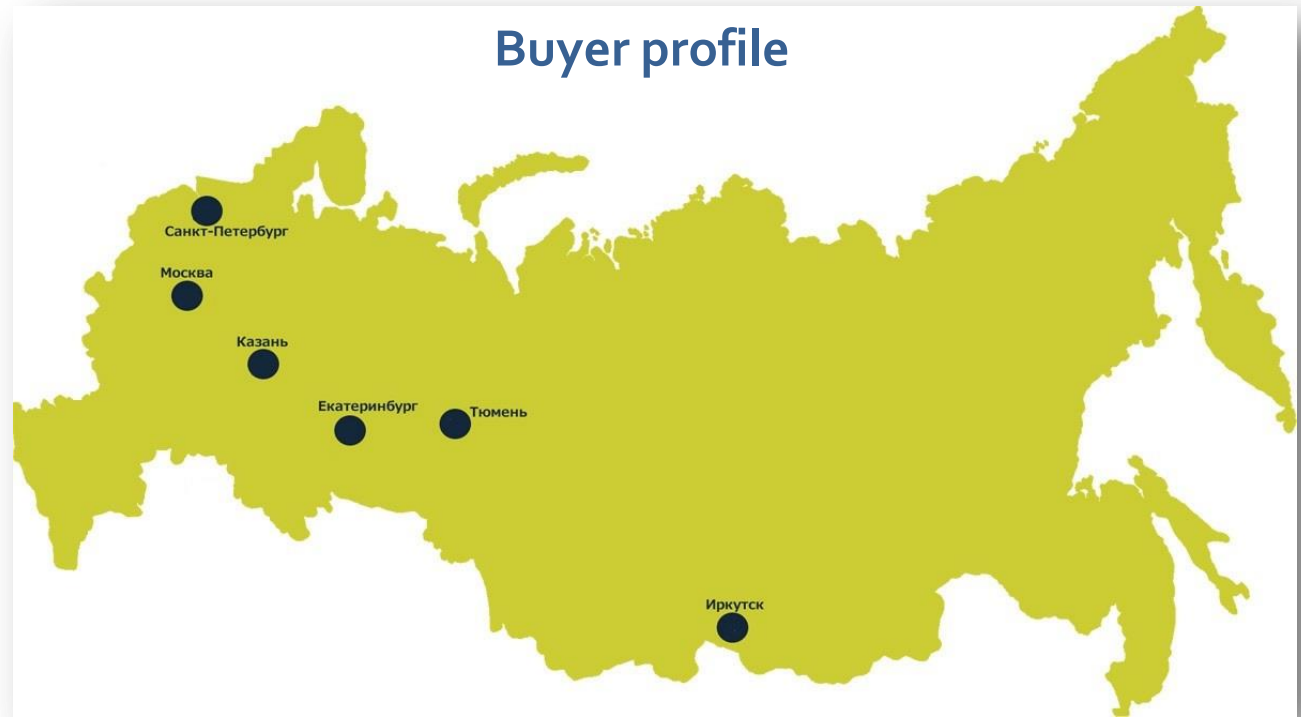 Buyer profile
Санкт-Петербург
Москва
Казань
Екатеринбург
Тюмень
Иркутск